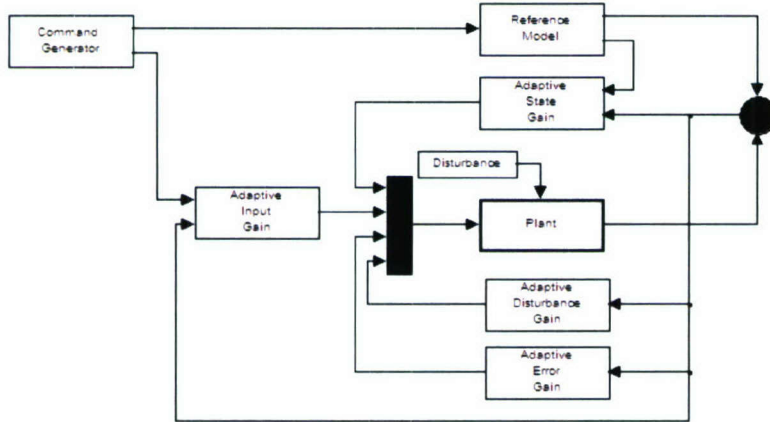 Command
Generator
Reference
Model
Adaptive
State
Gain
Disturbance
Adaptive
Input
Gain
Plant
Adaptive
Disturbance
Gain
Adaptive
Error
Gain